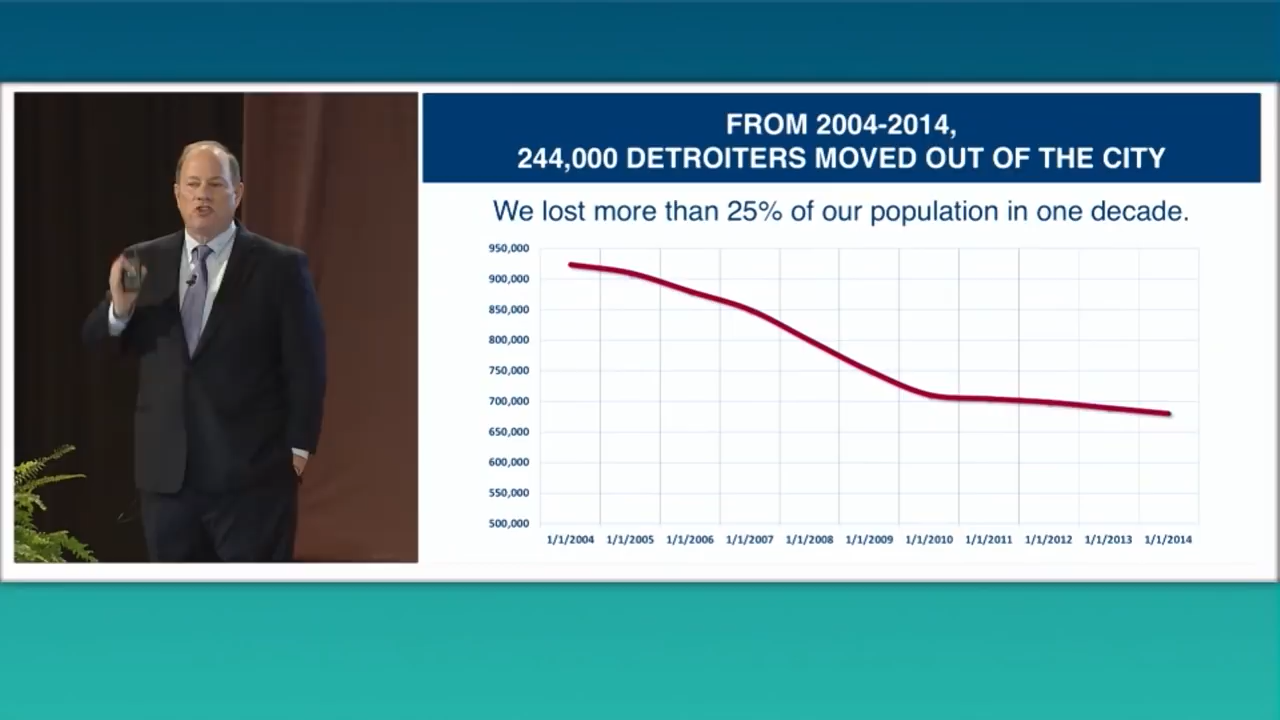 FROM 2004-2014,
244,000 DETROITERS MOVED OUT OF THE CITY
We lost more than 25% of our population in one decade.
950,000
900,000
850,000
800,000
750,000
700,000
650,000
600,000
550,000
500,000
1/1/2004 1/1/2005 1/1/2006 1/1/2007 1/1/2008 1/1/2009 1/1/2010 1/1/2011 1/1/2012 1/1/2013 1/1/2014